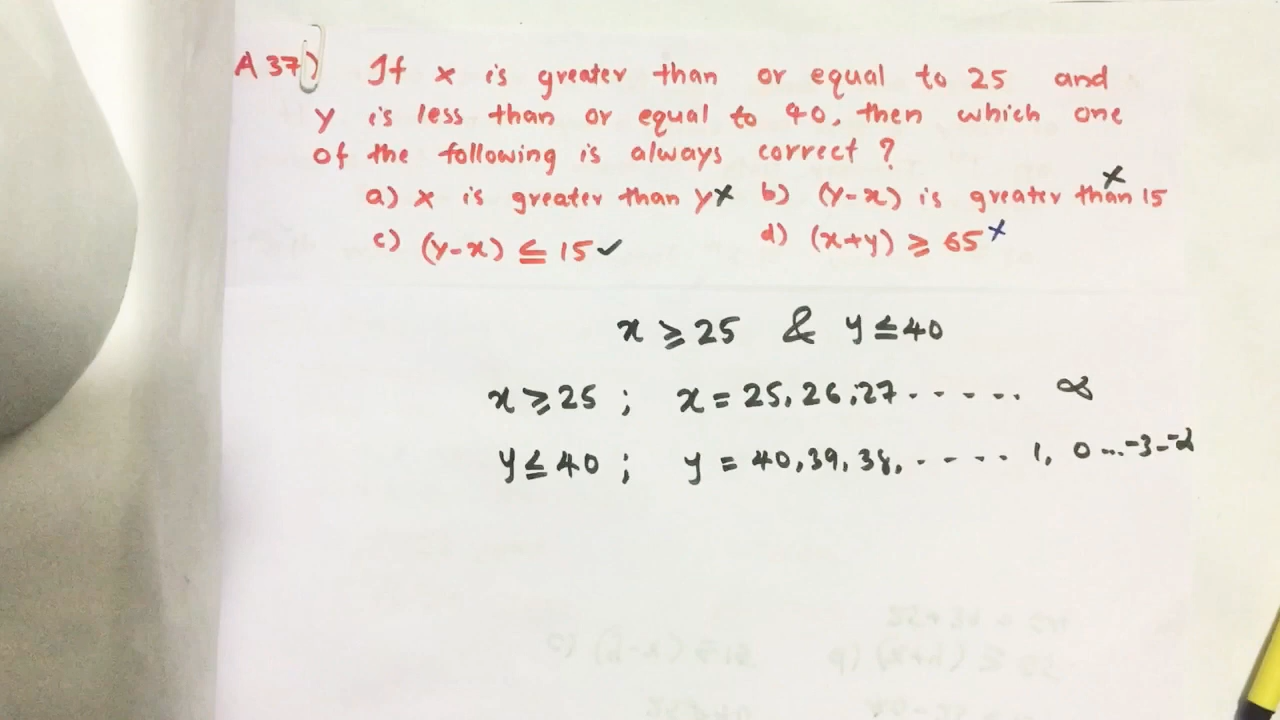 A 37) If x is greater than or equal to 25 and
y is less than or equal to 40, then which one
of the following is always correct ?
a) x is greater than y × b) (y-x) is greater than 15 ×
c) (y-x) ≤ 15 ✓ d) (x+y) ≥ 65 ×
x ≥ 25 & y ≤ 40
x ≥ 25 ; x = 25, 26, 27 ...... ∞
y ≤ 40 ; y = 40, 39, 38, ..... 1, 0 ...-3